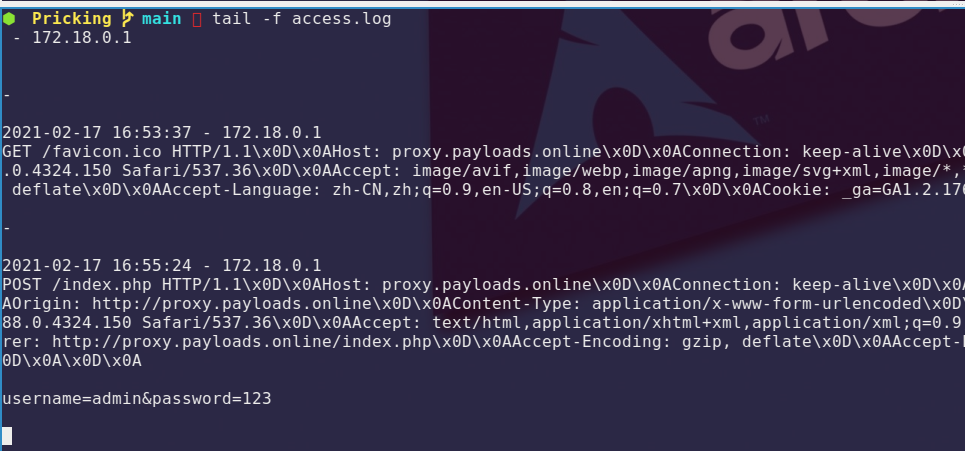 Pricking main tail -f access.log
- 172.18.0.1
-
2021-02-17 16:53:37 - 172.18.0.1
GET /favicon.ico HTTP/1.1\x0D\x0AHost: proxy.payloads.online\x0D\x0AConnection: keep-alive\x0D\x0
.0.4324.150 Safari/537.36\x0D\x0AAccept: image/avif,image/webp,image/apng,image/svg+xml,image/*,*
deflate\x0D\x0AAccept-Language: zh-CN,zh;q=0.9,en-US;q=0.8,en;q=0.7\x0D\x0ACookie: _ga=GA1.2.176
-
2021-02-17 16:55:24 - 172.18.0.1
POST /index.php HTTP/1.1\x0D\x0AHost: proxy.payloads.online\x0D\x0AConnection: keep-alive\x0D\x0A
AOrigin: http://proxy.payloads.online\x0D\x0AContent-Type: application/x-www-form-urlencoded\x0D\
88.0.4324.150 Safari/537.36\x0D\x0AAccept: text/html,application/xhtml+xml,application/xml;q=0.9
rer: http://proxy.payloads.online/index.php\x0D\x0AAccept-Encoding: gzip, deflate\x0D\x0AAccept-
0D\x0A\x0D\x0A
username=admin&password=123
TM